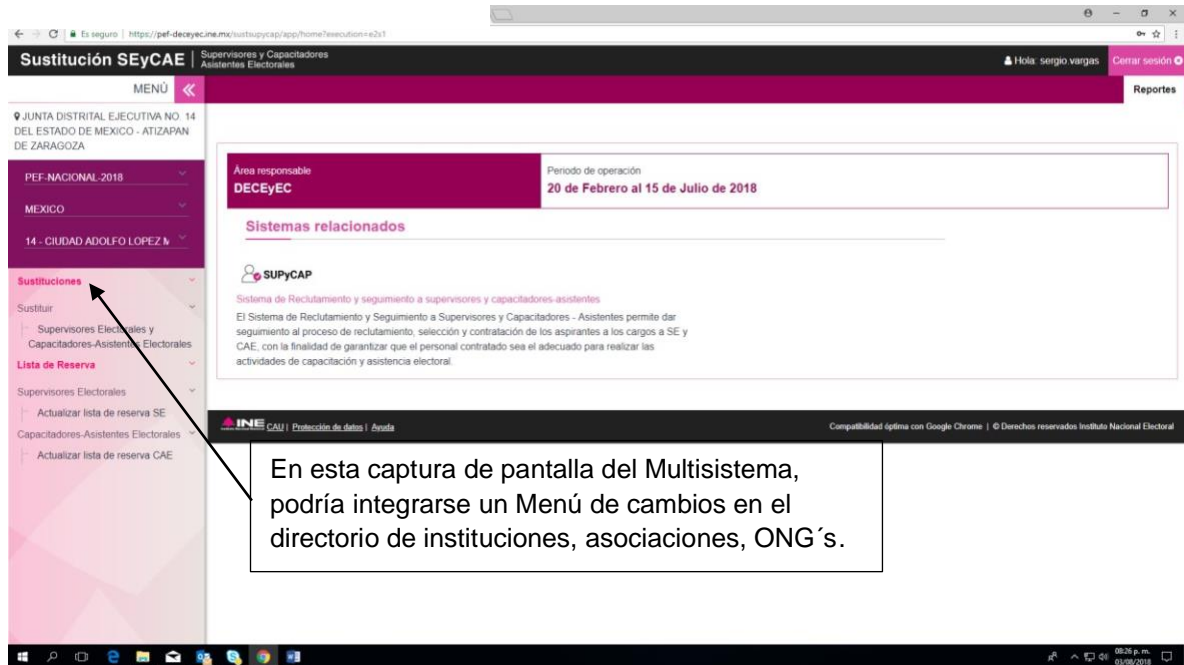 Es seguro | https://pef-deceyec.ine.mx/sustsupycap/app/home?execution=e2s1
Sustitución SEyCAE | Supervisores y Capacitadores
Asistentes Electorales
Hola: sergio.vargas
Cerrar sesión
MENÚ
Reportes
JUNTA DISTRITAL EJECUTIVA NO. 14
DEL ESTADO DE MEXICO - ATIZAPAN
DE ZARAGOZA
PEF-NACIONAL-2018
MEXICO
14 - CIUDAD ADOLFO LOPEZ M
Área responsable
DECEyEC
Periodo de operación
20 de Febrero al 15 de Julio de 2018
Sistemas relacionados
SUPyCAP
Sistema de Reclutamiento y seguimiento a supervisores y capacitadores-asistentes
El Sistema de Reclutamiento y Seguimiento a Supervisores y Capacitadores - Asistentes permite dar
seguimiento al proceso de reclutamiento, selección y contratación de los aspirantes a los cargos a SE y
CAE, con la finalidad de garantizar que el personal contratado sea el adecuado para realizar las
actividades de capacitación y asistencia electoral.
Sustituciones
Sustituir
Supervisores Electorales y
Capacitadores-Asistentes Electorales
Lista de Reserva
Supervisores Electorales
Actualizar lista de reserva SE
Capacitadores-Asistentes Electorales
Actualizar lista de reserva CAE
INE CAU | Protección de datos | Ayuda
Compatibilidad óptima con Google Chrome | © Derechos reservados Instituto Nacional Electoral
En esta captura de pantalla del Multisistema,
podría integrarse un Menú de cambios en el
directorio de instituciones, asociaciones, ONG´s.
08:26 p. m.
03/08/2018